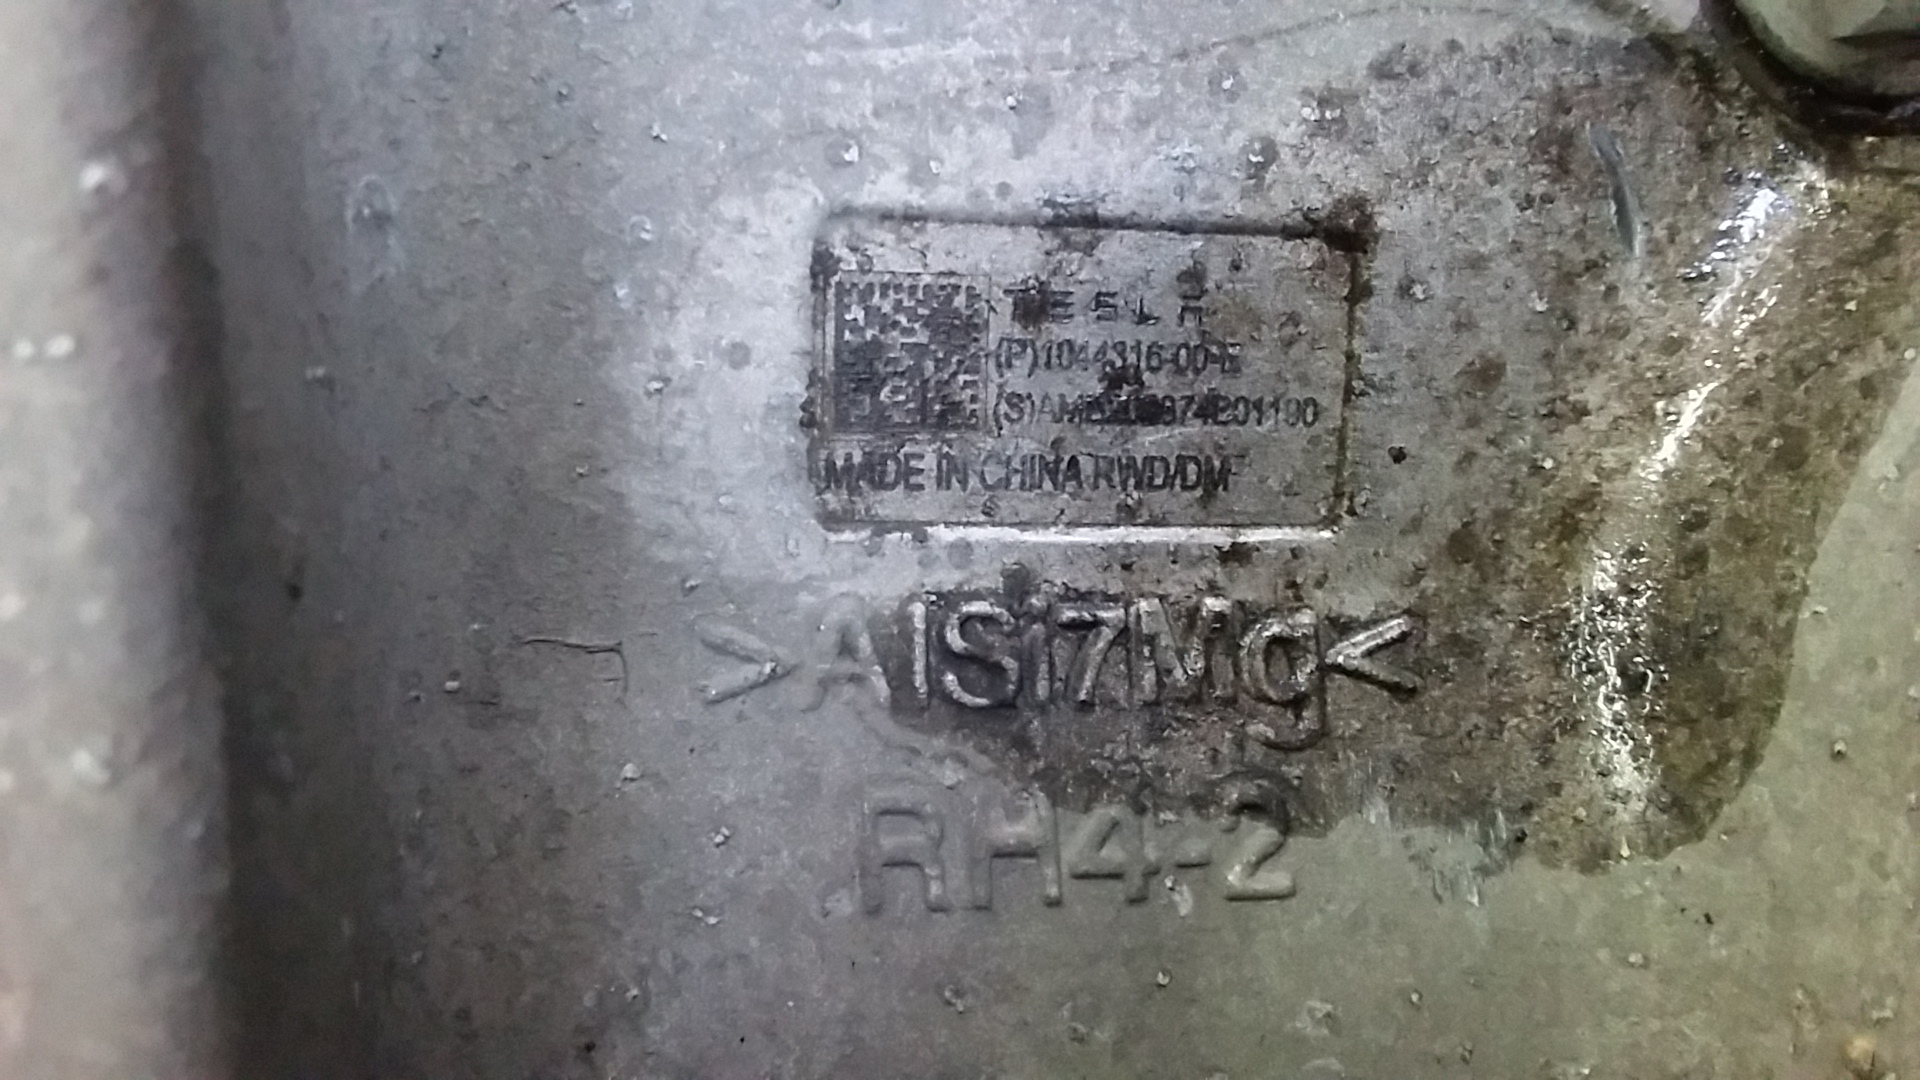 TESLA
(P)1044316-00-E
MADE IN CHINA RWD/DMF
>AlSi7Mg<
RH4-2